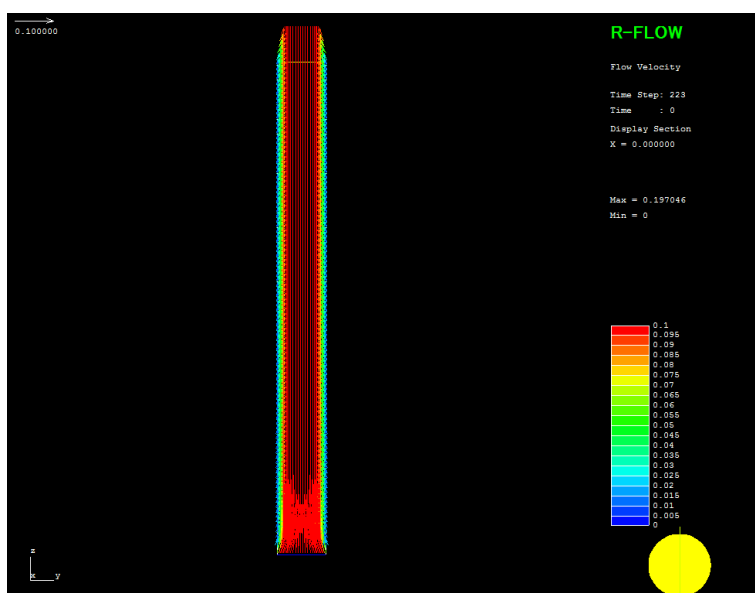 0.100000
R-FLOW
Flow Velocity
Time Step: 223
Time : 0
Display Section
X = 0.000000
Max = 0.197046
Min = 0
0.1
0.095
0.09
0.085
0.08
0.075
0.07
0.065
0.06
0.055
0.05
0.045
0.04
0.035
0.03
0.025
0.02
0.015
0.01
0.005
0
z
x y